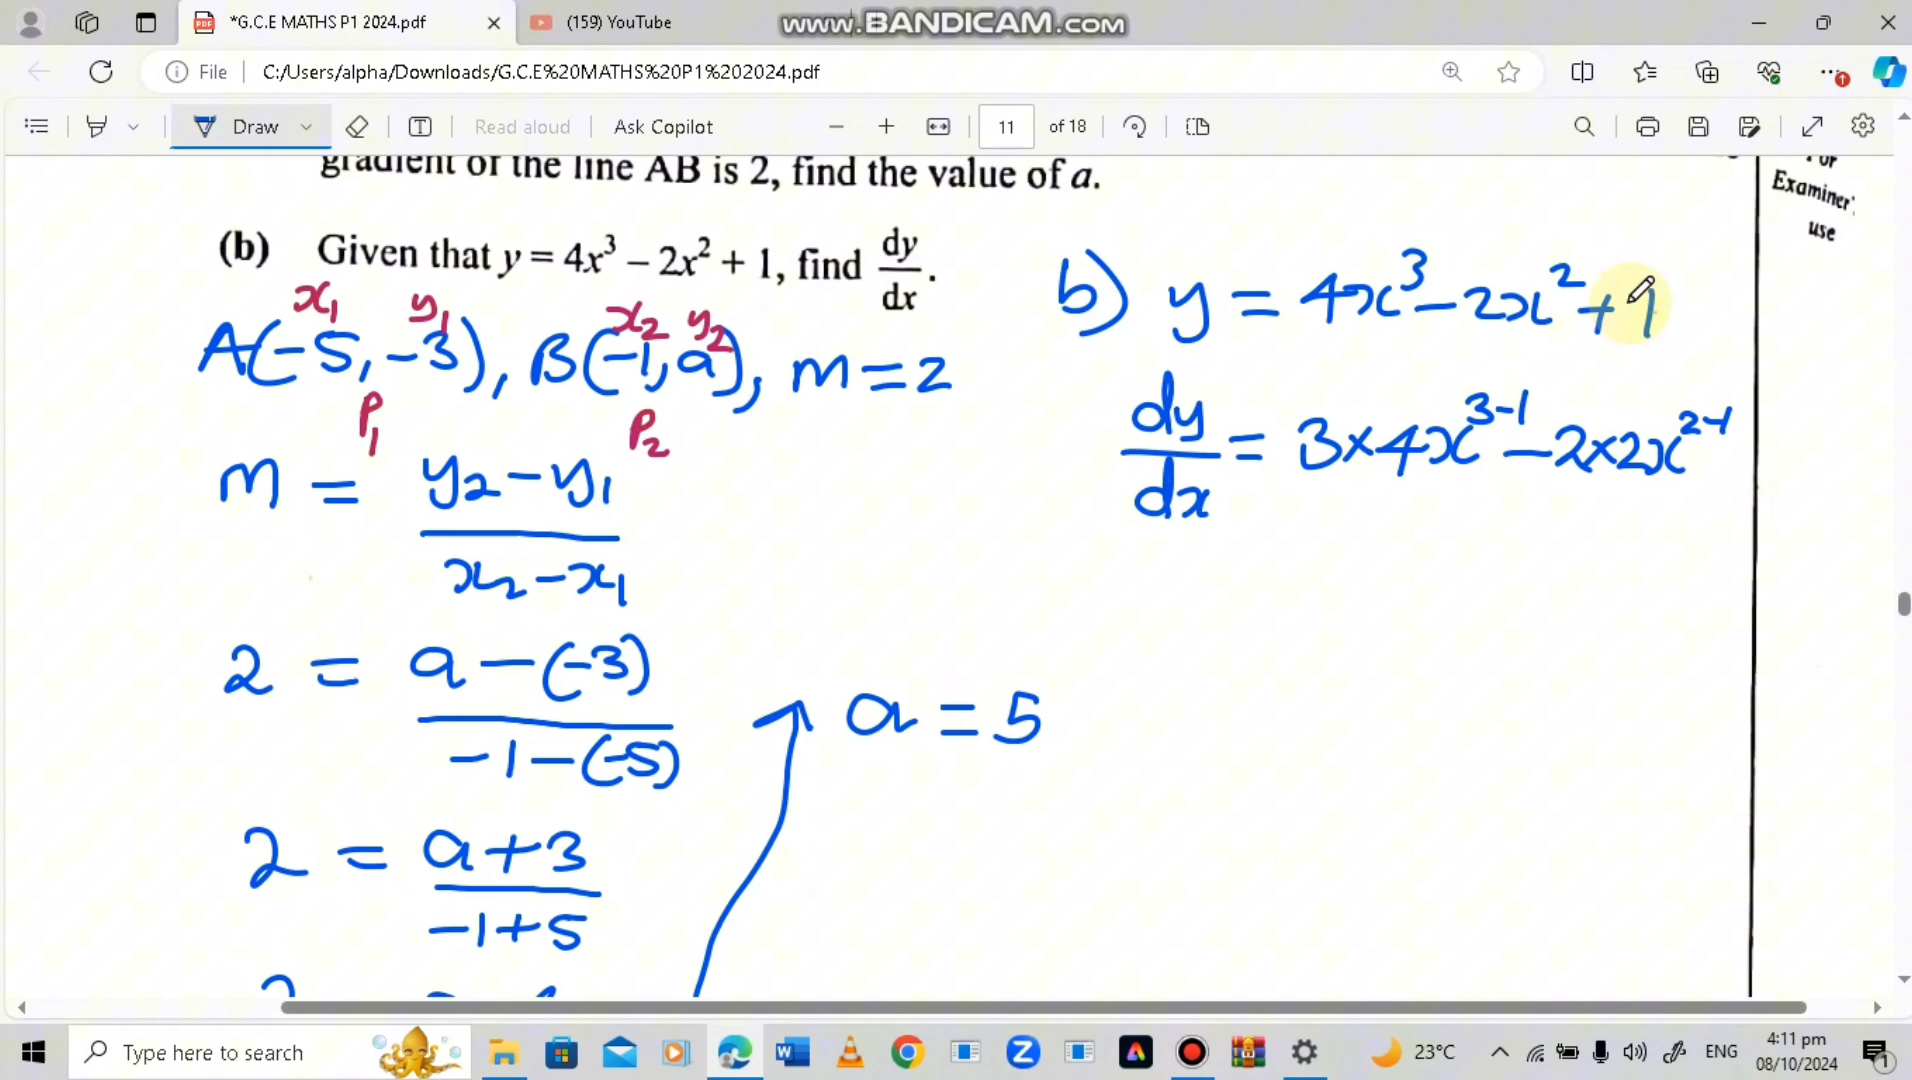 *G.C.E MATHS P1 2024.pdf
(159) YouTube
www.BANDICAM.com
File
C:/Users/alpha/Downloads/G.C.E%20MATHS%20P1%202024.pdf
Draw
Read aloud
Ask Copilot
11 of 18
gradient of the line AB is 2, find the value of a.
For
Examiner'
use
(b) Given that y = 4x³ – 2x² + 1, find dy/dx.
x₁ y₁ x₂ y₂
A(-5,-3), B(-1,a), m=2
P₁ P₂
m = (y₂-y₁)/(x₂-x₁)
2 = (a-(-3))/(-1-(-5))
2 = (a+3)/(-1+5)
a = 5
b) y = 4x³-2x²+1
dy/dx = 3×4x³⁻¹-2×2x²⁻¹
Type here to search
23°C
ENG
4:11 pm
08/10/2024
1